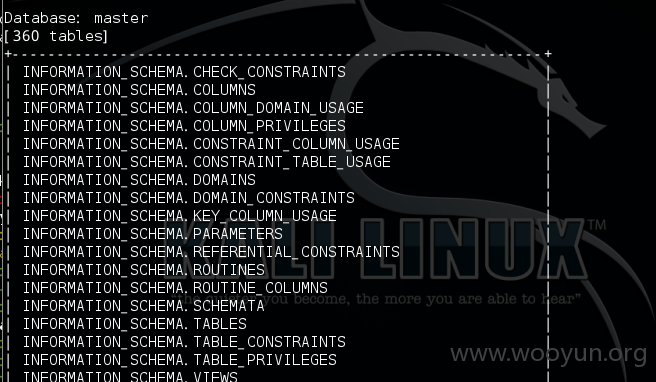 Database: master
[360 tables]
+---------------------------------------------------+
| INFORMATION_SCHEMA.CHECK_CONSTRAINTS |
| INFORMATION_SCHEMA.COLUMNS |
| INFORMATION_SCHEMA.COLUMN_DOMAIN_USAGE |
| INFORMATION_SCHEMA.COLUMN_PRIVILEGES |
| INFORMATION_SCHEMA.CONSTRAINT_COLUMN_USAGE |
| INFORMATION_SCHEMA.CONSTRAINT_TABLE_USAGE |
| INFORMATION_SCHEMA.DOMAINS |
| INFORMATION_SCHEMA.DOMAIN_CONSTRAINTS |
| INFORMATION_SCHEMA.KEY_COLUMN_USAGE |
| INFORMATION_SCHEMA.PARAMETERS |
| INFORMATION_SCHEMA.REFERENTIAL_CONSTRAINTS |
| INFORMATION_SCHEMA.ROUTINES |
| INFORMATION_SCHEMA.ROUTINE_COLUMNS |
| INFORMATION_SCHEMA.SCHEMATA |
| INFORMATION_SCHEMA.TABLES |
| INFORMATION_SCHEMA.TABLE_CONSTRAINTS |
| INFORMATION_SCHEMA.TABLE_PRIVILEGES |
| INFORMATION_SCHEMA.VIEWS |
KALI LINUX™
"the quieter you become, the more you are able to hear"
www.wooyun.org